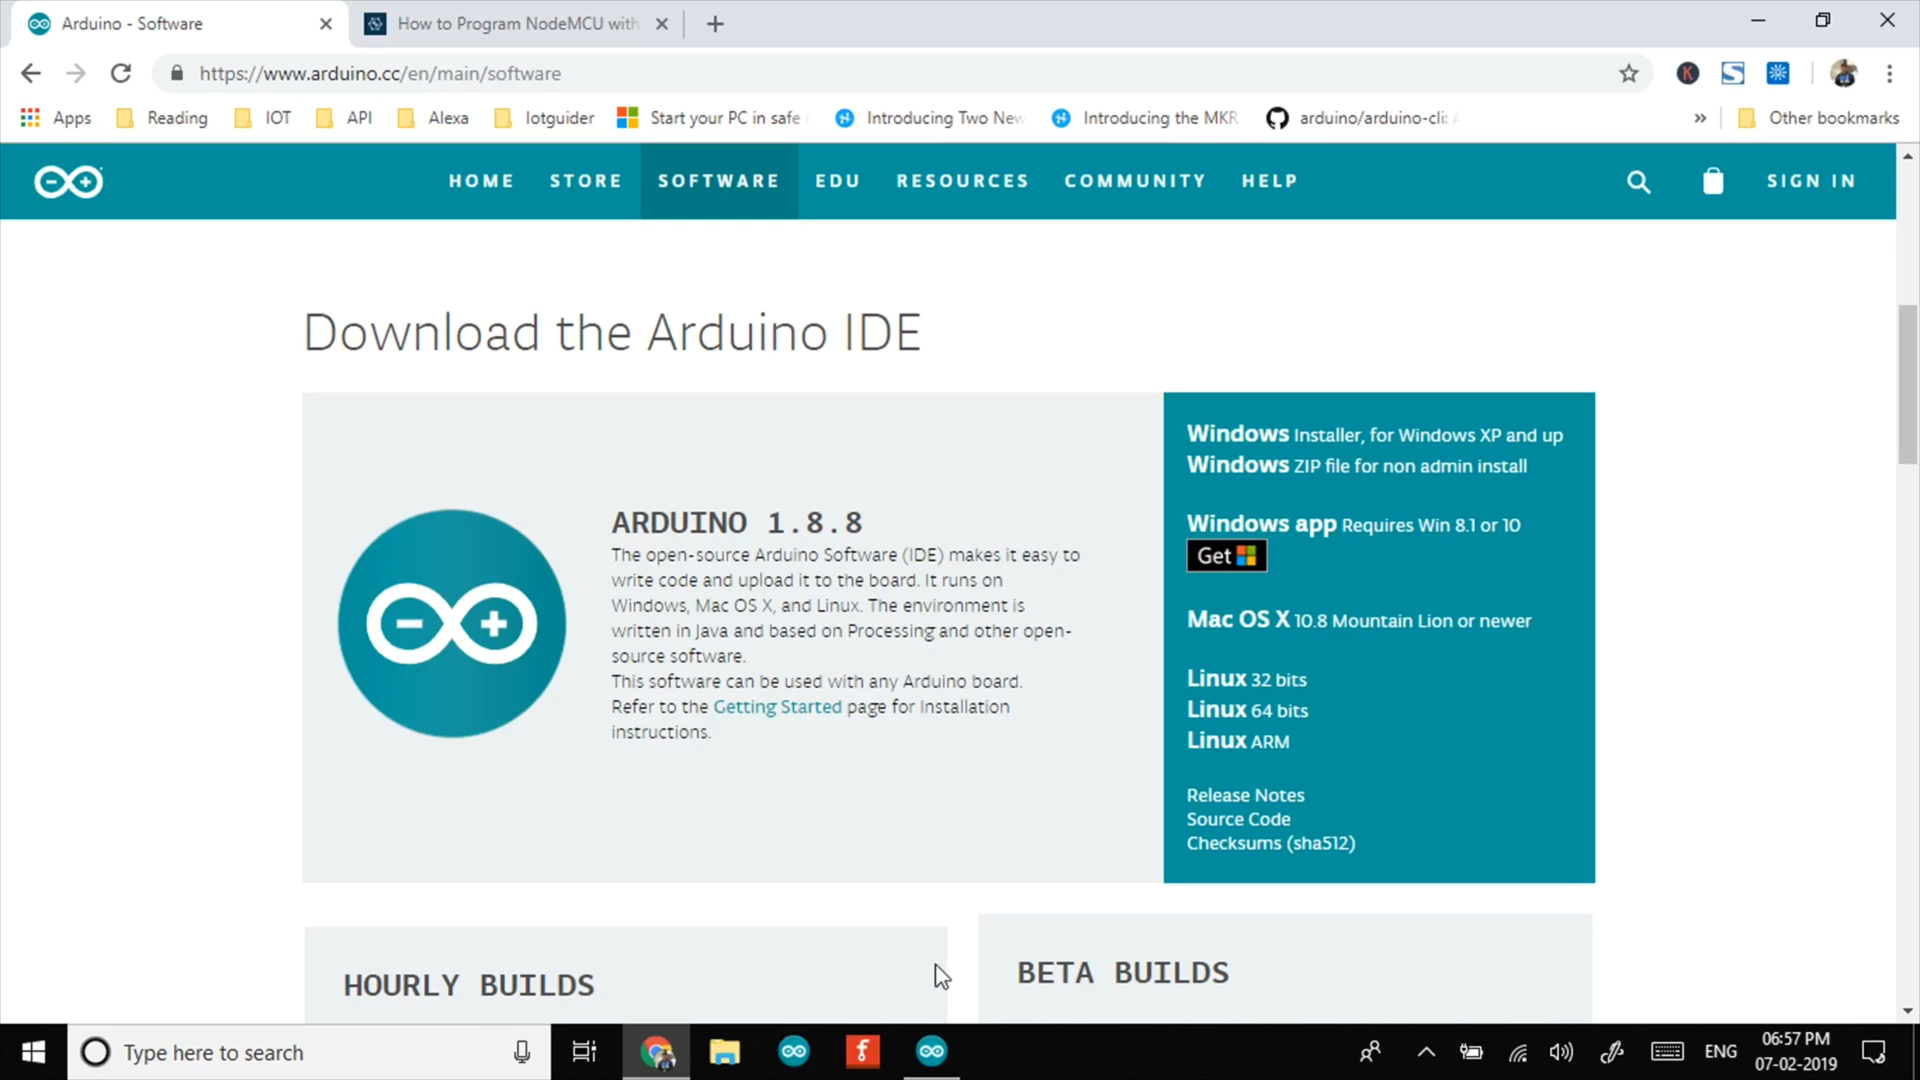 Arduino - Software
How to Program NodeMCU with
https://www.arduino.cc/en/main/software
K
S
Apps
Reading
IOT
API
Alexa
Iotguider
Start your PC in safe
Introducing Two New
Introducing the MKR
arduino/arduino-cli:
Other bookmarks
HOME
STORE
SOFTWARE
EDU
RESOURCES
COMMUNITY
HELP
SIGN IN
Download the Arduino IDE
ARDUINO 1.8.8
The open-source Arduino Software (IDE) makes it easy to
write code and upload it to the board. It runs on
Windows, Mac OS X, and Linux. The environment is
written in Java and based on Processing and other open-
source software.
This software can be used with any Arduino board.
Refer to the Getting Started page for Installation
instructions.
Windows Installer, for Windows XP and up
Windows ZIP file for non admin install
Windows app Requires Win 8.1 or 10
Get
Mac OS X 10.8 Mountain Lion or newer
Linux 32 bits
Linux 64 bits
Linux ARM
Release Notes
Source Code
Checksums (sha512)
HOURLY BUILDS
BETA BUILDS
Type here to search
f
ENG
06:57 PM
07-02-2019